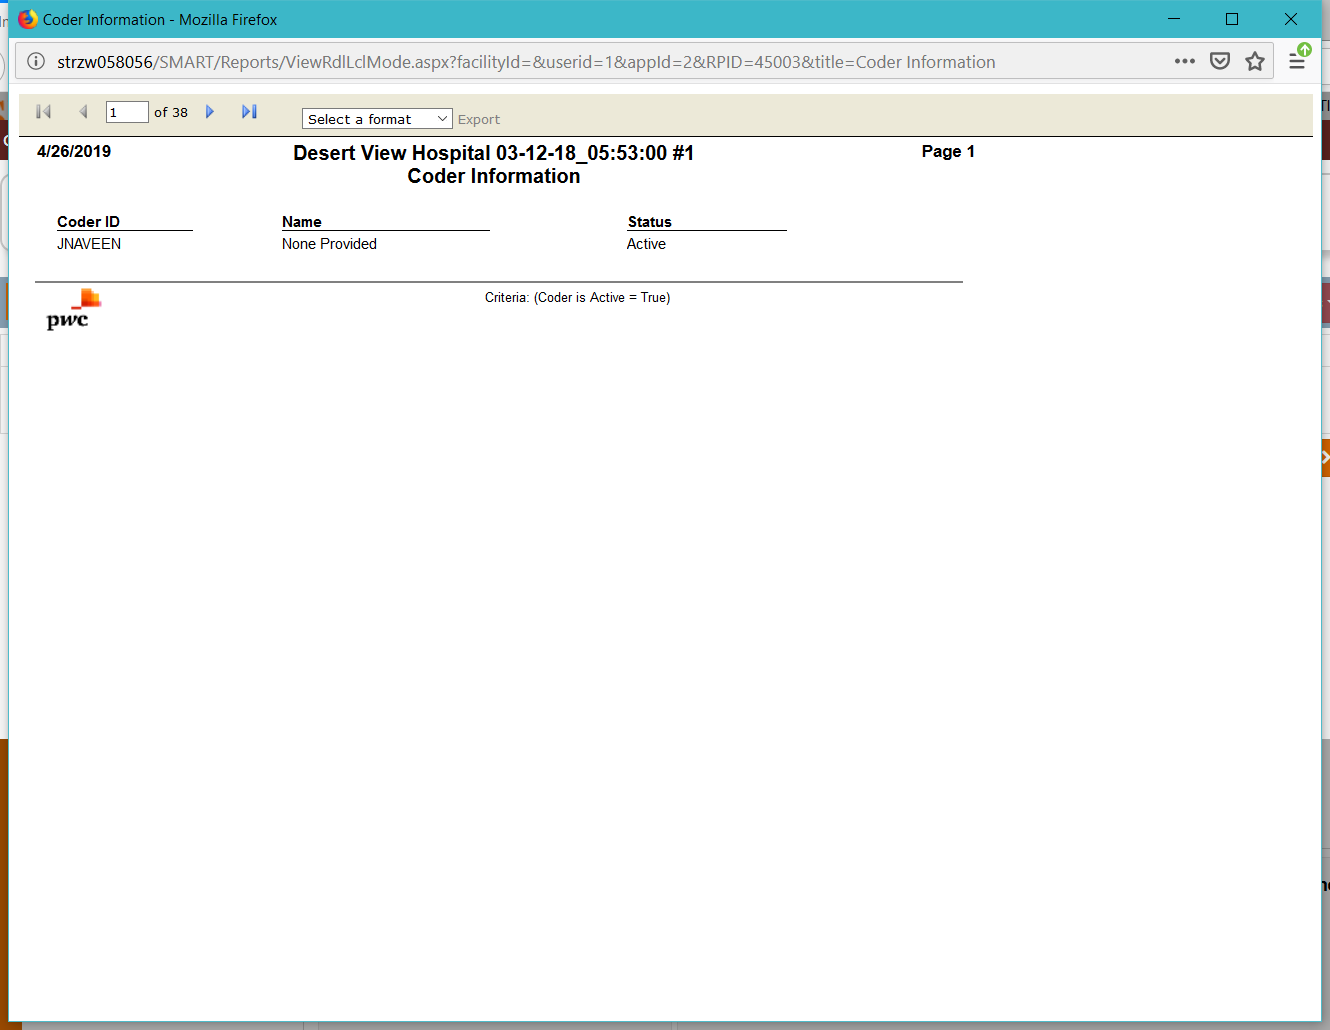 Coder Information - Mozilla Firefox
strzw058056/SMART/Reports/ViewRdlLclMode.aspx?facilityId=&userid=1&appId=2&RPID=45003&title=Coder Information
1 of 38
Select a format Export
4/26/2019 Desert View Hospital 03-12-18_05:53:00 #1 Page 1
Coder Information
Coder ID Name Status
JNAVEEN None Provided Active
Criteria: (Coder is Active = True)
pwc